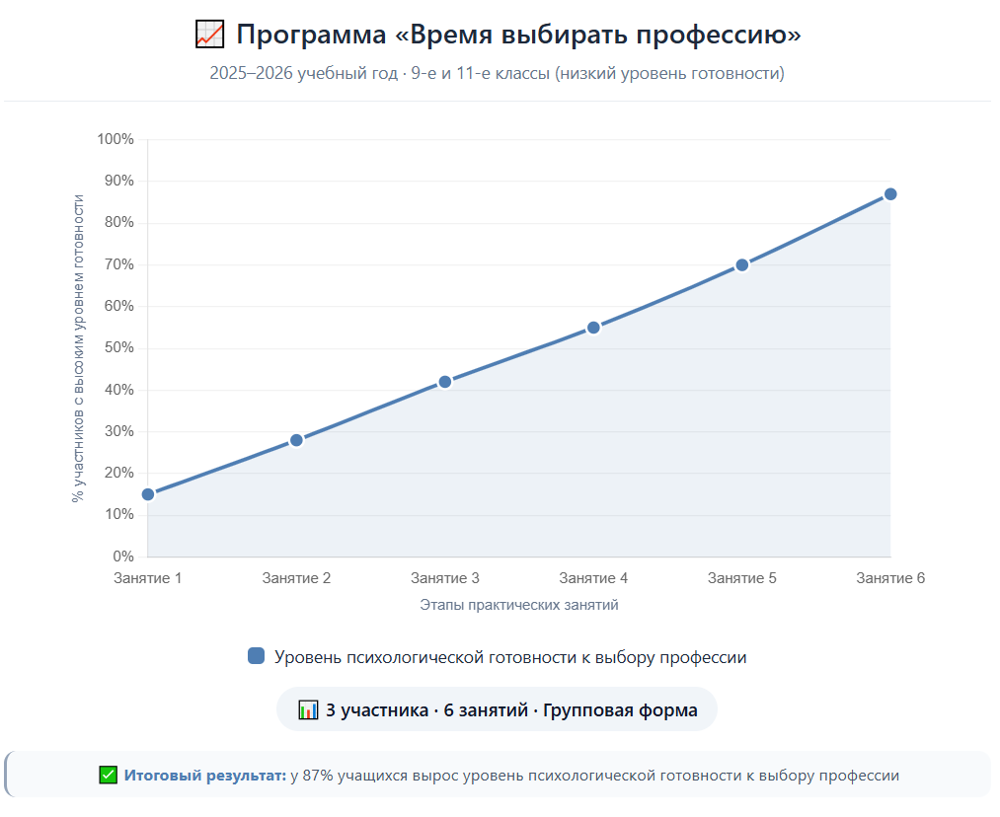 Программа «Время выбирать профессию»
2025–2026 учебный год · 9-е и 11-е классы (низкий уровень готовности)
% участников с высоким уровнем готовности
100%
90%
80%
70%
60%
50%
40%
30%
20%
10%
0%
Занятие 1 Занятие 2 Занятие 3 Занятие 4 Занятие 5 Занятие 6
Этапы практических занятий
Уровень психологической готовности к выбору профессии
3 участника · 6 занятий · Групповая форма
Итоговый результат: у 87% учащихся вырос уровень психологической готовности к выбору профессии